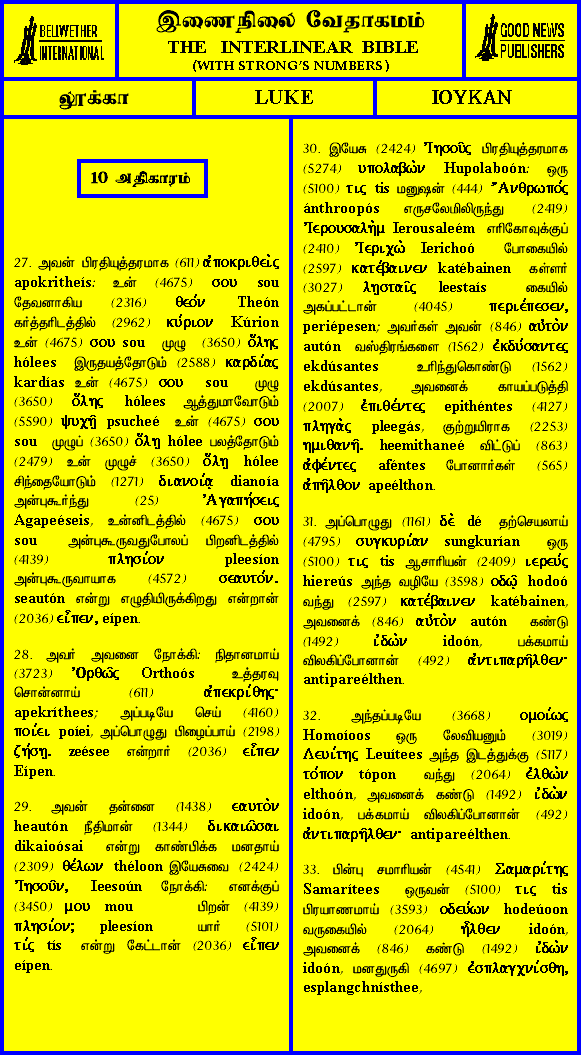 BELLWETHER
INTERNATIONAL
இணைநிலை வேதாகமம்
THE INTERLINEAR BIBLE
(WITH STRONG'S NUMBERS)
GOOD NEWS
PUBLISHERS
லூக்கா
LUKE
ΙΟΥΚΑΝ
10 அதிகாரம்
27. அவன் பிரதியுத்தரமாக (611) ἀποκριθεὶς
apokritheís: உன் (4675) σου sou
தேவனாகிய (2316) θεόν Theón
கர்த்தரிடத்தில் (2962) κύριον Kúrion
உன் (4675) σου sou முழு (3650) ὅλης
hólees இருதயத்தோடும் (2588) καρδίας
kardías உன் (4675) σου sou முழு
(3650) ὅλης hólees ஆத்துமாவோடும்
(5590) ψυχῇ psucheé உன் (4675) σου
sou முழுப் (3650) ὅλῃ hólee பலத்தோடும்
(2479) உன் முழுச் (3650) ὅλῃ hólee
சிந்தையோடும் (1271) διανοίᾳ dianoía
அன்புகூர்ந்து (25) Ἀγαπήσεις
Agapeéseis, உன்னிடத்தில் (4675) σου
sou அன்புகூருவதுபோலப் பிறனிடத்தில்
(4139) πλησίον pleesíon
அன்புகூருவாயாக (4572) σεαυτόν.
seautón என்று எழுதியிருக்கிறது என்றான்
(2036) εἶπεν, eípen.
28. அவர் அவனை நோக்கி: நிதானமாய்
(3723) Ὀρθῶς Orthoós உத்தரவு
சொன்னாய் (611) ἀπεκρίθης·
apekríthees; அப்படியே செய் (4160)
ποίει poíei, அப்பொழுது பிழைப்பாய் (2198)
ζήσῃ. zeésee என்றார் (2036) εἶπεν
Eípen.
29. அவன் தன்னை (1438) εαυτὸν
heautón நீதிமான் (1344) δικαιῶσαι
dikaioósai என்று காண்பிக்க மனதாய்
(2309) θέλων théloon இயேசுவை (2424)
Ἰησοῦν, Ieesoún நோக்கி: எனக்குப்
(3450) μου mou பிறன் (4139)
πλησίον; pleesíon யார் (5101)
τίς tís என்று கேட்டான் (2036) εἶπεν
eípen.
30. இயேசு (2424) Ἰησοῦς பிரதியுத்தரமாக
(5274) υπολαβὼν Hupolaboón: ஒரு
(5100) τις tis மனுஷன் (444) Ἄνθρωπός
ánthroopós எருசலேமிலிருந்து (2419)
Ἰερουσαλὴμ Ierousaleém எரிகோவுக்குப்
(2410) Ἰεριχὼ Ierichoó போகையில்
(2597) κατέβαινεν katébainen கள்ளர்
(3027) λησταῖς leestaís கையில்
அகப்பட்டான் (4045) περιέπεσεν,
periépesen; அவர்கள் அவன் (846) αὐτὸν
autón வஸ்திரங்களை (1562) ἐκδύσαντες
ekdúsantes உரிந்துகொண்டு (1562)
ekdúsantes, அவனைக் காயப்படுத்தி
(2007) ἐπιθέντες epithéntes (4127)
πληγὰς pleegás, குற்றுயிராக (2253)
ημιθανῆ. heemithaneé விட்டுப் (863)
ἀφέντες aféntes போனார்கள் (565)
ἀπῆλθον apeélthon.
31. அப்பொழுது (1161) δὲ dé தற்செயலாய்
(4795) συγκυρίαν sungkurían ஒரு
(5100) τις tis ஆசாரியன் (2409) ιερεύς
hiereús அந்த வழியே (3598) οδῷ hodoó
வந்து (2597) κατέβαινεν katébainen,
அவனைக் (846) αὐτὸν autón கண்டு
(1492) ἰδὼν idoón, பக்கமாய்
விலகிப்போனான் (492) ἀντιπαρῆλθεν·
antipareélthen.
32. அந்தப்படியே (3668) ομοίως
Homoíoos ஒரு லேவியனும் (3019)
Λευίτης Leuítees அந்த இடத்துக்கு (5117)
τόπον tópon வந்து (2064) ἐλθὼν
elthoón, அவனைக் கண்டு (1492) ἰδὼν
idoón, பக்கமாய் விலகிப்போனான் (492)
ἀντιπαρῆλθεν· antipareélthen.
33. பின்பு சமாரியன் (4541) Σαμαρίτης
Samarítees ஒருவன் (5100) τις tis
பிரயாணமாய் (3593) οδεύων hodeúoon
வருகையில் (2064) ἦλθεν idoón,
அவனைக் (846) கண்டு (1492) ἰδὼν
idoón, மனதுருகி (4697) ἐσπλαγχνίσθη,
esplangchnísthee,